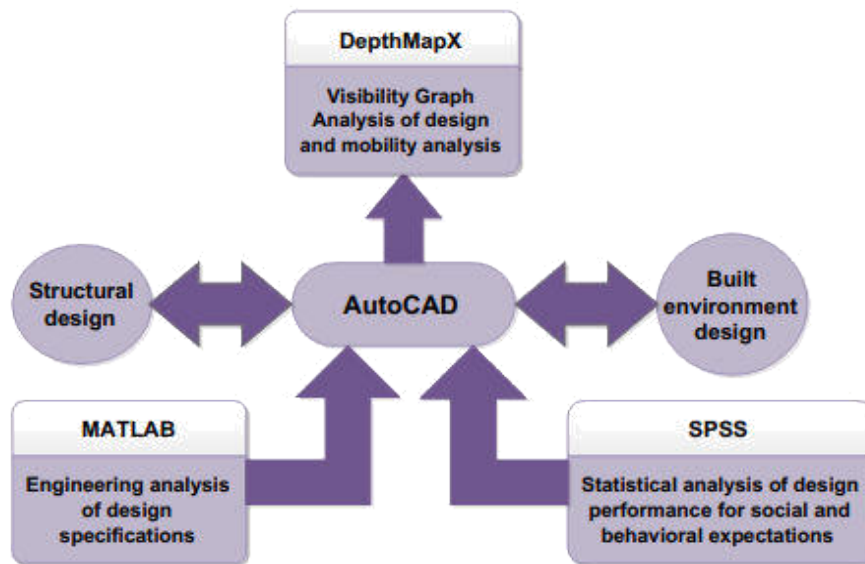 DepthMapX
Visibility Graph
Analysis of design
and mobility analysis
Structural
design
AutoCAD
Built
environment
design
MATLAB
Engineering analysis
of design
specifications
SPSS
Statistical analysis of design
performance for social and
behavioral expectations